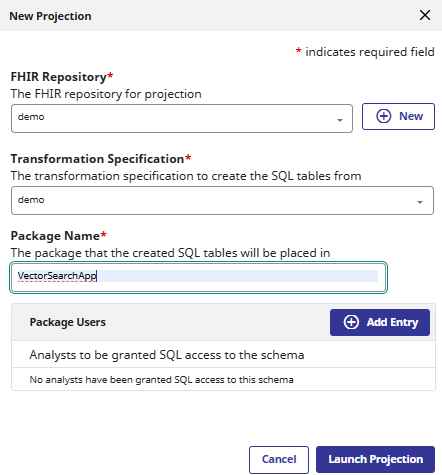 New Projection
* indicates required field
FHIR Repository*
The FHIR repository for projection
demo
New
Transformation Specification*
The transformation specification to create the SQL tables from
demo
Package Name*
The package that the created SQL tables will be placed in
VectorSearchApp
Package Users
Add Entry
Analysts to be granted SQL access to the schema
No analysts have been granted SQL access to this schema
Cancel
Launch Projection